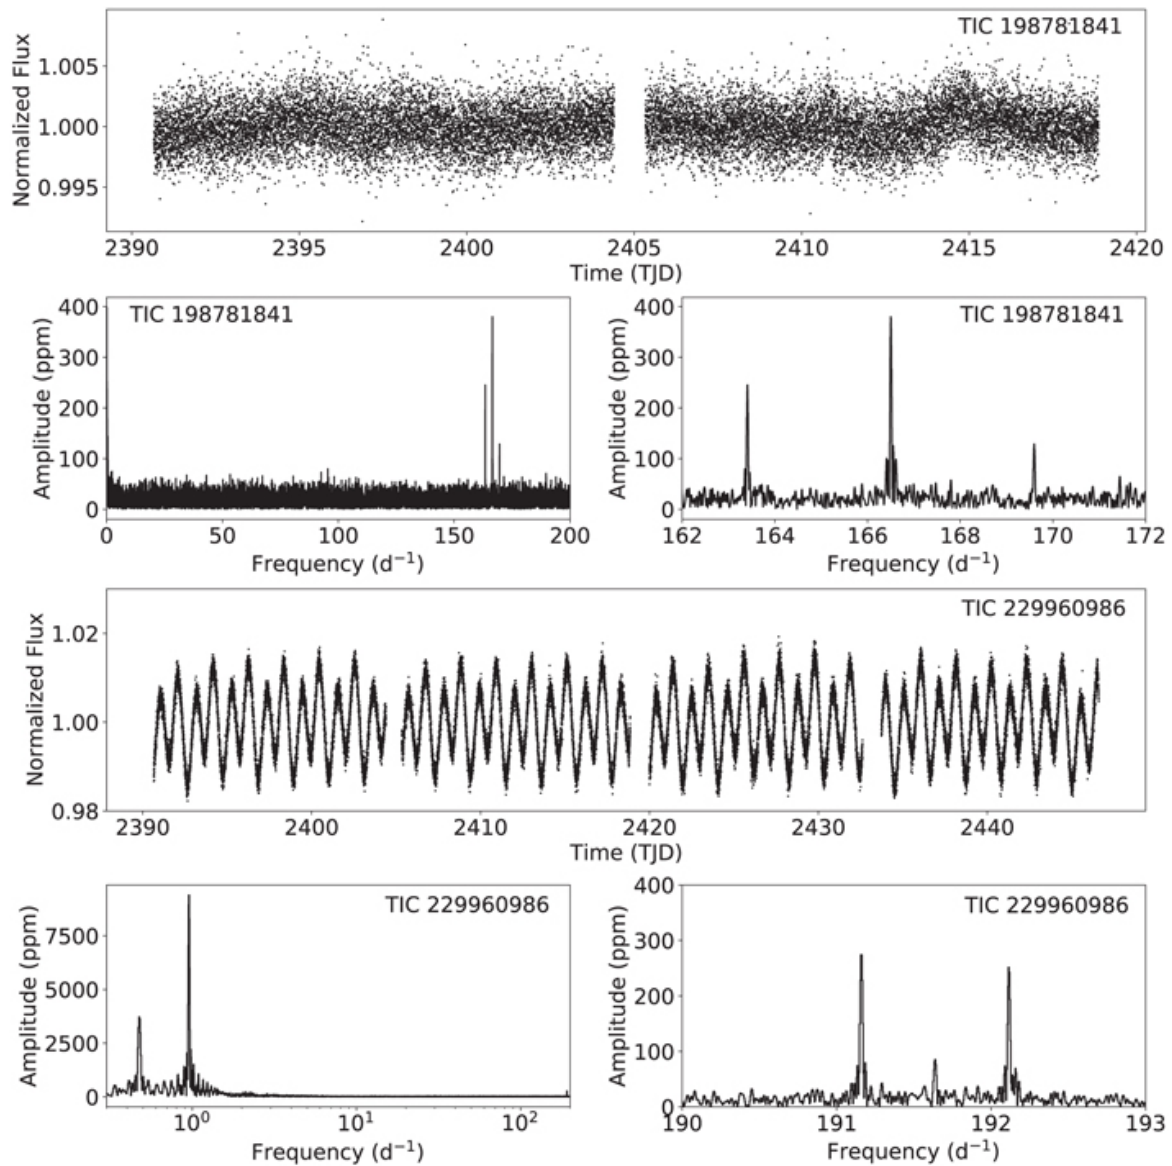 TIC 198781841
Normalized Flux
1.005
1.000
0.995
2390 2395 2400 2405 2410 2415 2420
Time (TJD)
TIC 198781841
Amplitude (ppm)
400
300
200
100
0
0 50 100 150 200
Frequency (d⁻¹)
TIC 198781841
Amplitude (ppm)
400
300
200
100
0
162 164 166 168 170 172
Frequency (d⁻¹)
TIC 229960986
Normalized Flux
1.02
1.00
0.98
2390 2400 2410 2420 2430 2440
Time (TJD)
TIC 229960986
Amplitude (ppm)
7500
5000
2500
0
10⁰ 10¹ 10²
Frequency (d⁻¹)
TIC 229960986
Amplitude (ppm)
400
300
200
100
0
190 191 192 193
Frequency (d⁻¹)